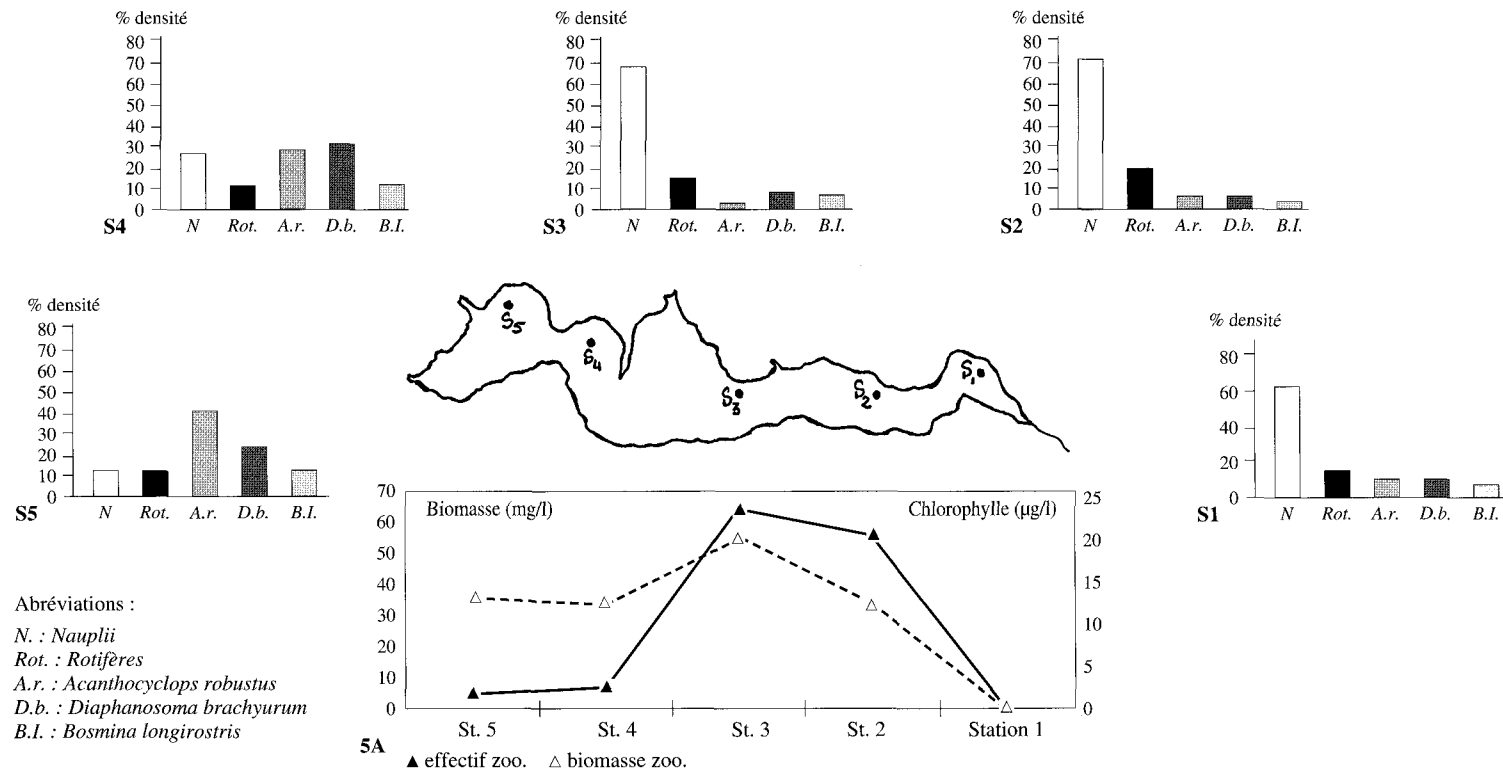 % densité
80
70
60
50
40
30
20
10
0
N Rot. A.r. D.b. B.I.
S4
% densité
80
70
60
50
40
30
20
10
0
N Rot. A.r. D.b. B.I.
S3
% densité
80
70
60
50
40
30
20
10
0
N Rot. A.r. D.b. B.I.
S2
% densité
80
70
60
50
40
30
20
10
0
N Rot. A.r. D.b. B.I.
S5
S5
S4
S3
S2
S1
% densité
80
60
40
20
0
N Rot. A.r. D.b. B.I.
S1
Biomasse (mg/l)
Chlorophylle (µg/l)
70
60
50
40
30
20
10
0
25
20
15
10
5
0
St. 5 St. 4 St. 3 St. 2 Station 1
5A
▲ effectif zoo. △ biomasse zoo.
Abréviations :
N. : Nauplii
Rot. : Rotifères
A.r. : Acanthocyclops robustus
D.b. : Diaphanosoma brachyurum
B.I. : Bosmina longirostris